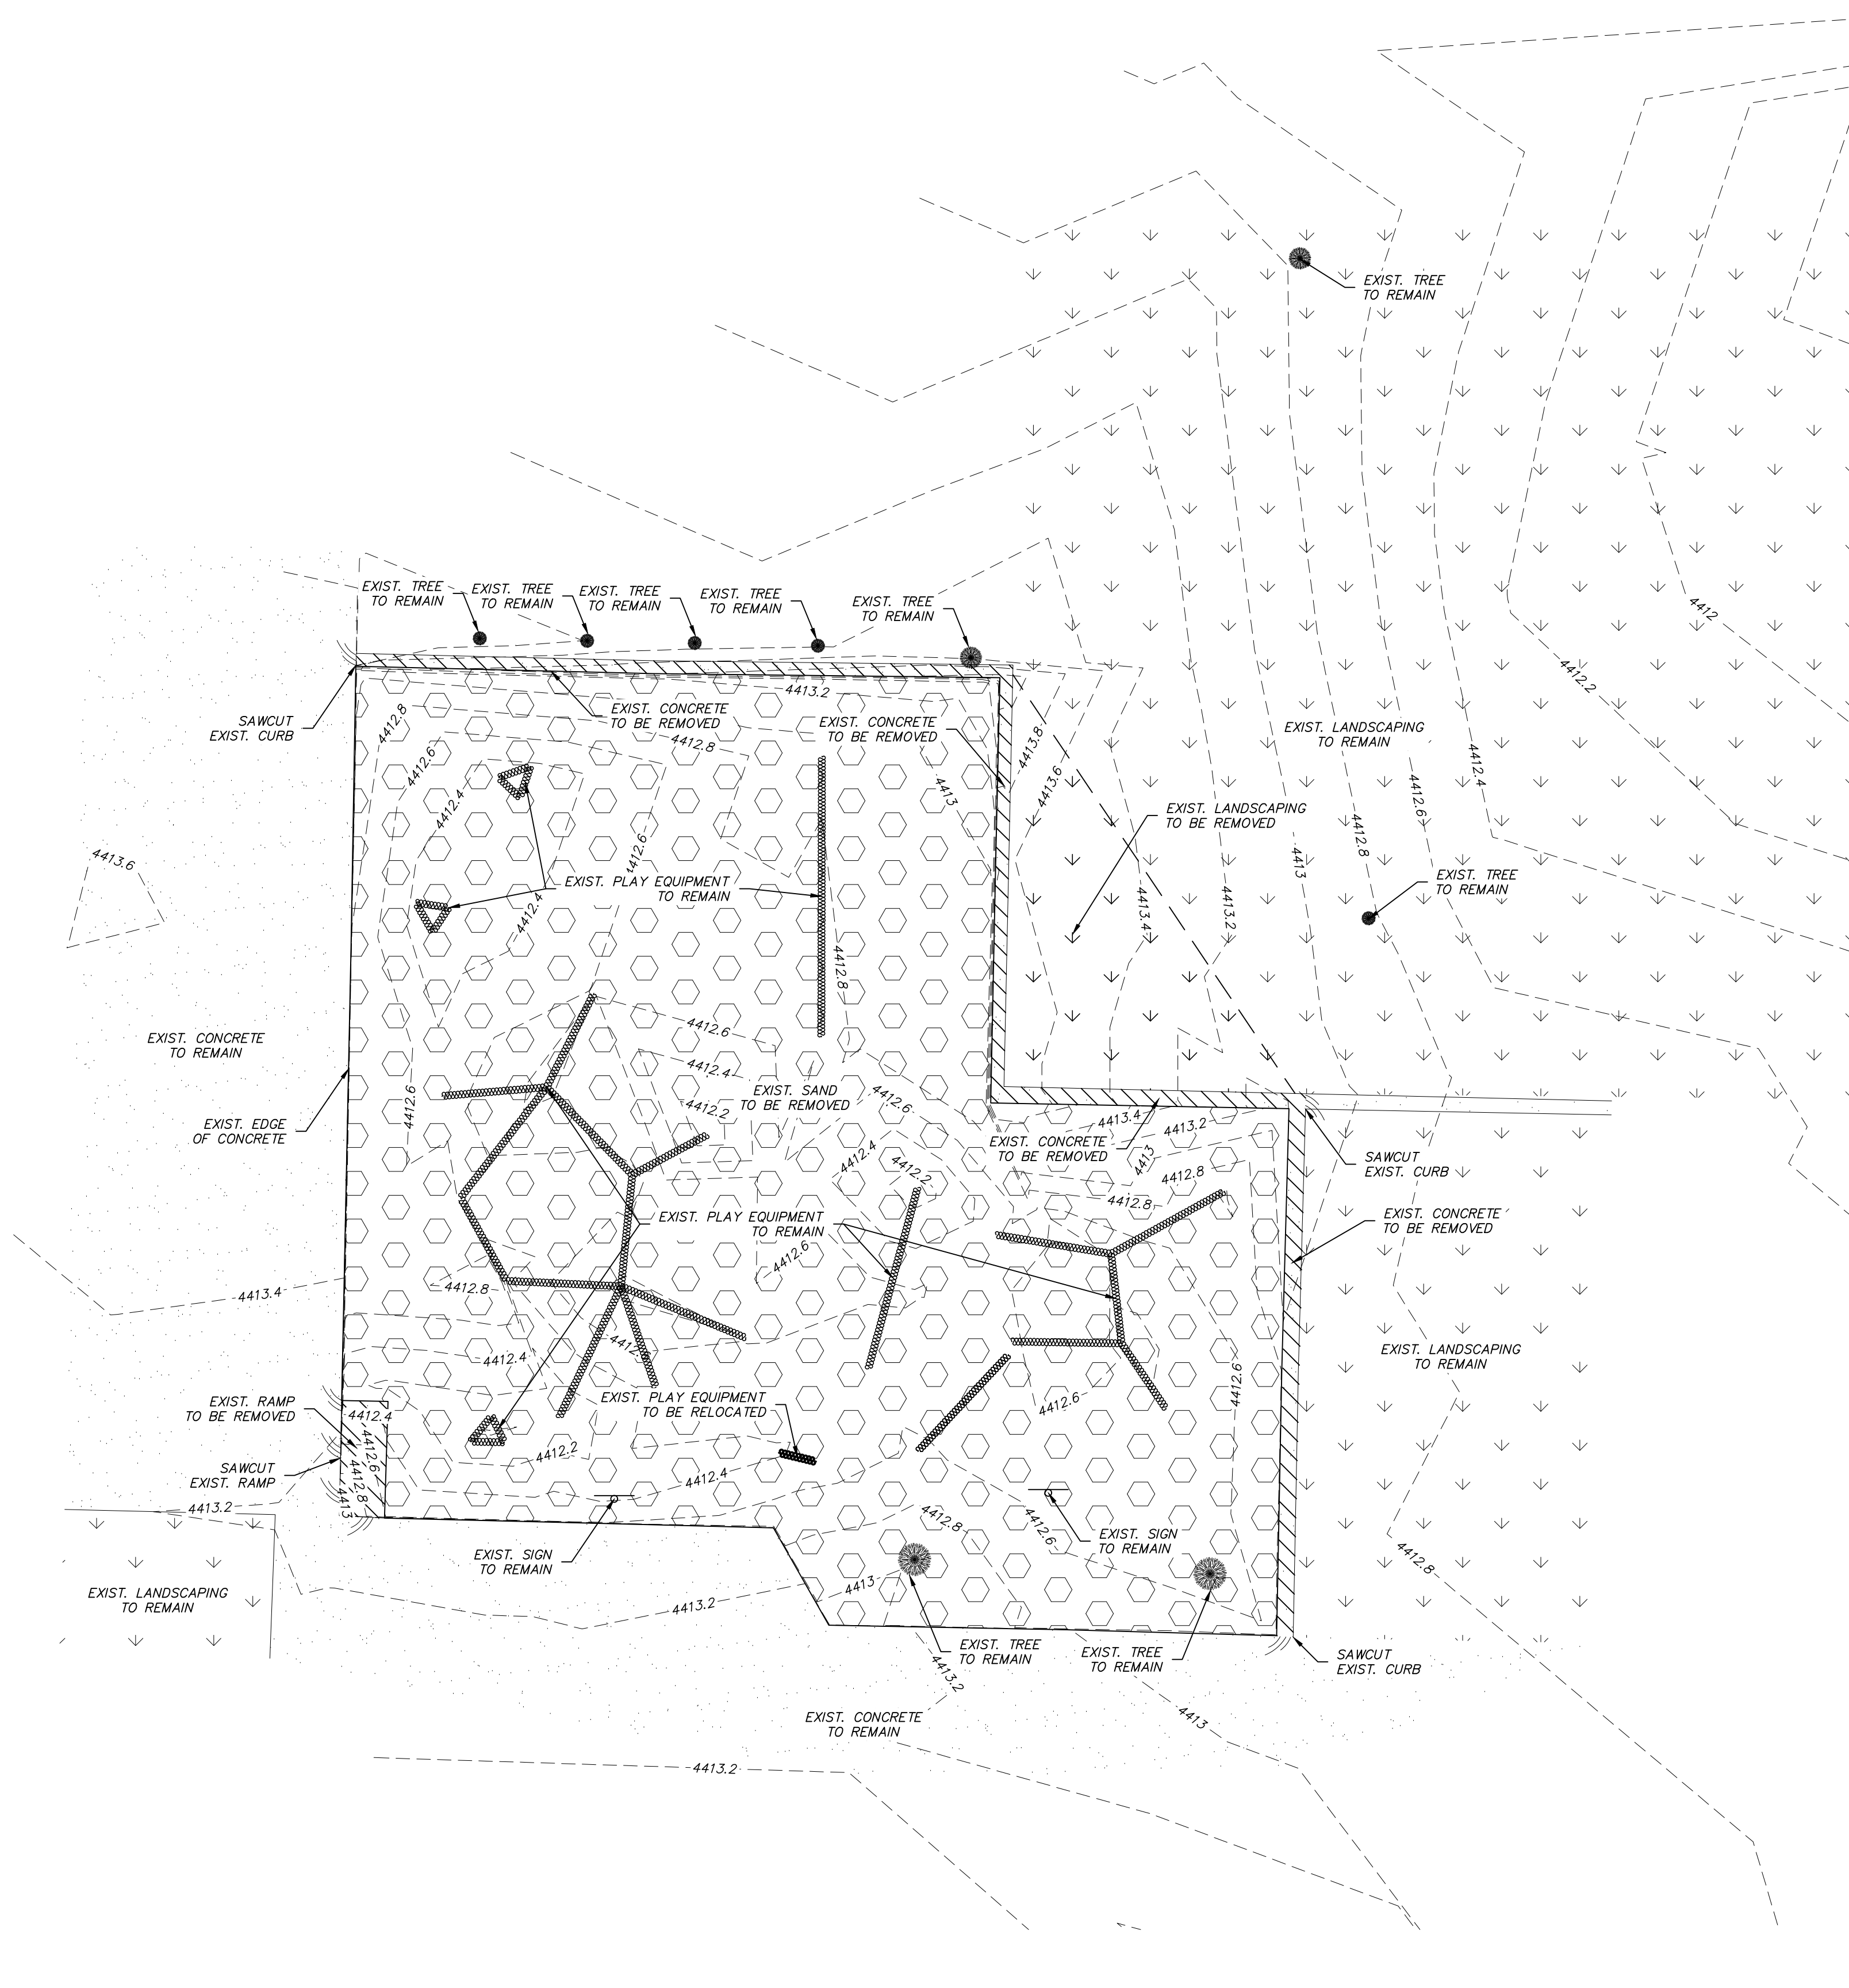 EXIST. TREE
TO REMAIN
EXIST. TREE
TO REMAIN
EXIST. TREE
TO REMAIN
EXIST. TREE
TO REMAIN
EXIST. TREE
TO REMAIN
EXIST. TREE
TO REMAIN
4412
4412.2
4413.2
SAWCUT
EXIST. CURB
4412.8
EXIST. CONCRETE
TO BE REMOVED
EXIST. CONCRETE
TO BE REMOVED
EXIST. LANDSCAPING
TO REMAIN
4412.8
4412.6
4413.8
4413.6
4413
4412.4
4412.4
4412.6
EXIST. LANDSCAPING
TO BE REMOVED
4412.8
4413
4412.6
4413.6
EXIST. PLAY EQUIPMENT
TO REMAIN
EXIST. TREE
TO REMAIN
4412.4
4413.4
4413.2
4412.8
EXIST. CONCRETE
TO REMAIN
4412.6
4412.4
EXIST. SAND
TO BE REMOVED
4412.2
4412.6
4412.6
EXIST. EDGE
OF CONCRETE
4413.4
4413.2
EXIST. CONCRETE
TO BE REMOVED
4413
4412.4
4412.2
4412.8
4412.8
SAWCUT
EXIST. CURB
EXIST. PLAY EQUIPMENT
TO REMAIN
EXIST. CONCRETE
TO BE REMOVED
4412.6
4412.8
4413.4
4412.4
EXIST. LANDSCAPING
TO REMAIN
EXIST. RAMP
TO BE REMOVED
EXIST. PLAY EQUIPMENT
TO BE RELOCATED
4412.4
4412.6
4412.8
4413
4412.6
4412.6
4412.2
4412.4
SAWCUT
EXIST. RAMP
4413.2
4412.8
4412.6
EXIST. SIGN
TO REMAIN
EXIST. SIGN
TO REMAIN
4412.8
EXIST. LANDSCAPING
TO REMAIN
4413
4413.2
EXIST. TREE
TO REMAIN
EXIST. TREE
TO REMAIN
SAWCUT
EXIST. CURB
4413.2
EXIST. CONCRETE
TO REMAIN
4413
4413.2